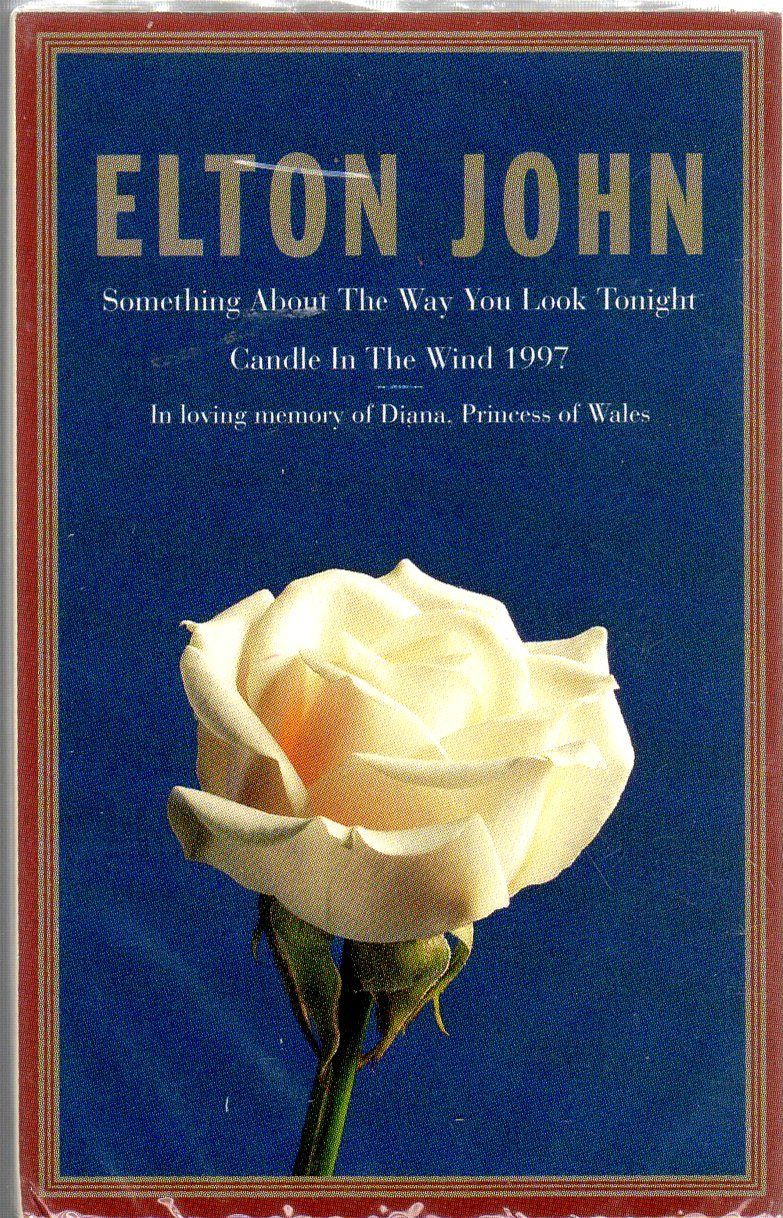 ELTON JOHN
Something About The Way You Look Tonight
Candle In The Wind 1997
In loving memory of Diana, Princess of Wales